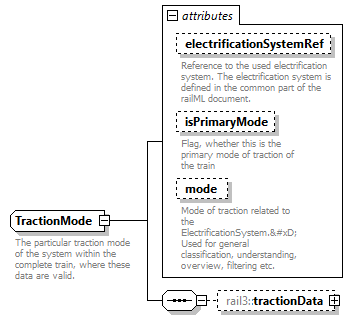 attributes
electrificationSystemRef
Reference to the used electrification
system. The electrification system is
defined in the common part of the
railML document.
isPrimaryMode
Flag, whether this is the
primary mode of traction of
the train
mode
Mode of traction related to
the
ElectrificationSystem.&#xD;
Used for general
classification, understanding,
overview, filtering etc.
TractionMode
The particular traction mode
of the system within the
complete train, where these
data are valid.
rail3::tractionData